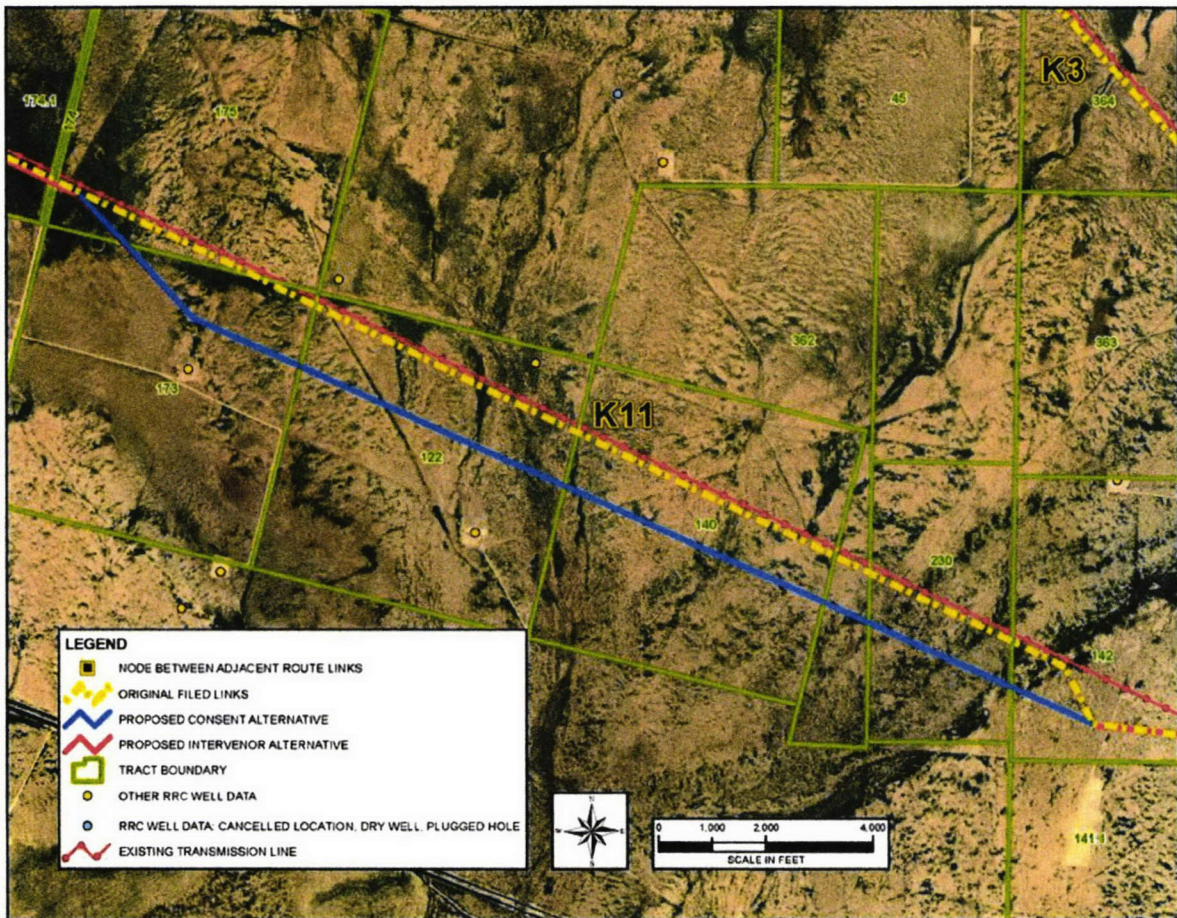 K3
174.1
174
175
45
364
362
363
K11
173
122
140
230
142
141.1
LEGEND
NODE BETWEEN ADJACENT ROUTE LINKS
ORIGINAL FILED LINKS
PROPOSED CONSENT ALTERNATIVE
PROPOSED INTERVENOR ALTERNATIVE
TRACT BOUNDARY
OTHER RRC WELL DATA
RRC WELL DATA: CANCELLED LOCATION, DRY WELL, PLUGGED HOLE
EXISTING TRANSMISSION LINE
N
W E
S
0 1,000 2,000 4,000
SCALE IN FEET